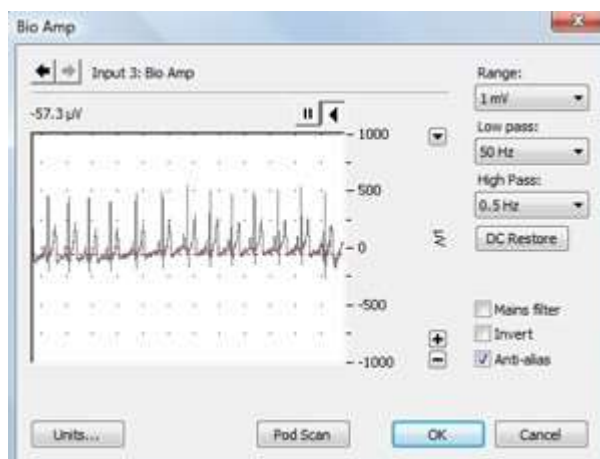 Bio Amp
Input 3: Bio Amp
-57.3 µV
1000
500
0
-500
-1000
Range:
1 mV
Low pass:
50 Hz
High Pass:
0.5 Hz
DC Restore
Mains filter
Invert
Anti-alias
Units...
Pod Scan
OK
Cancel